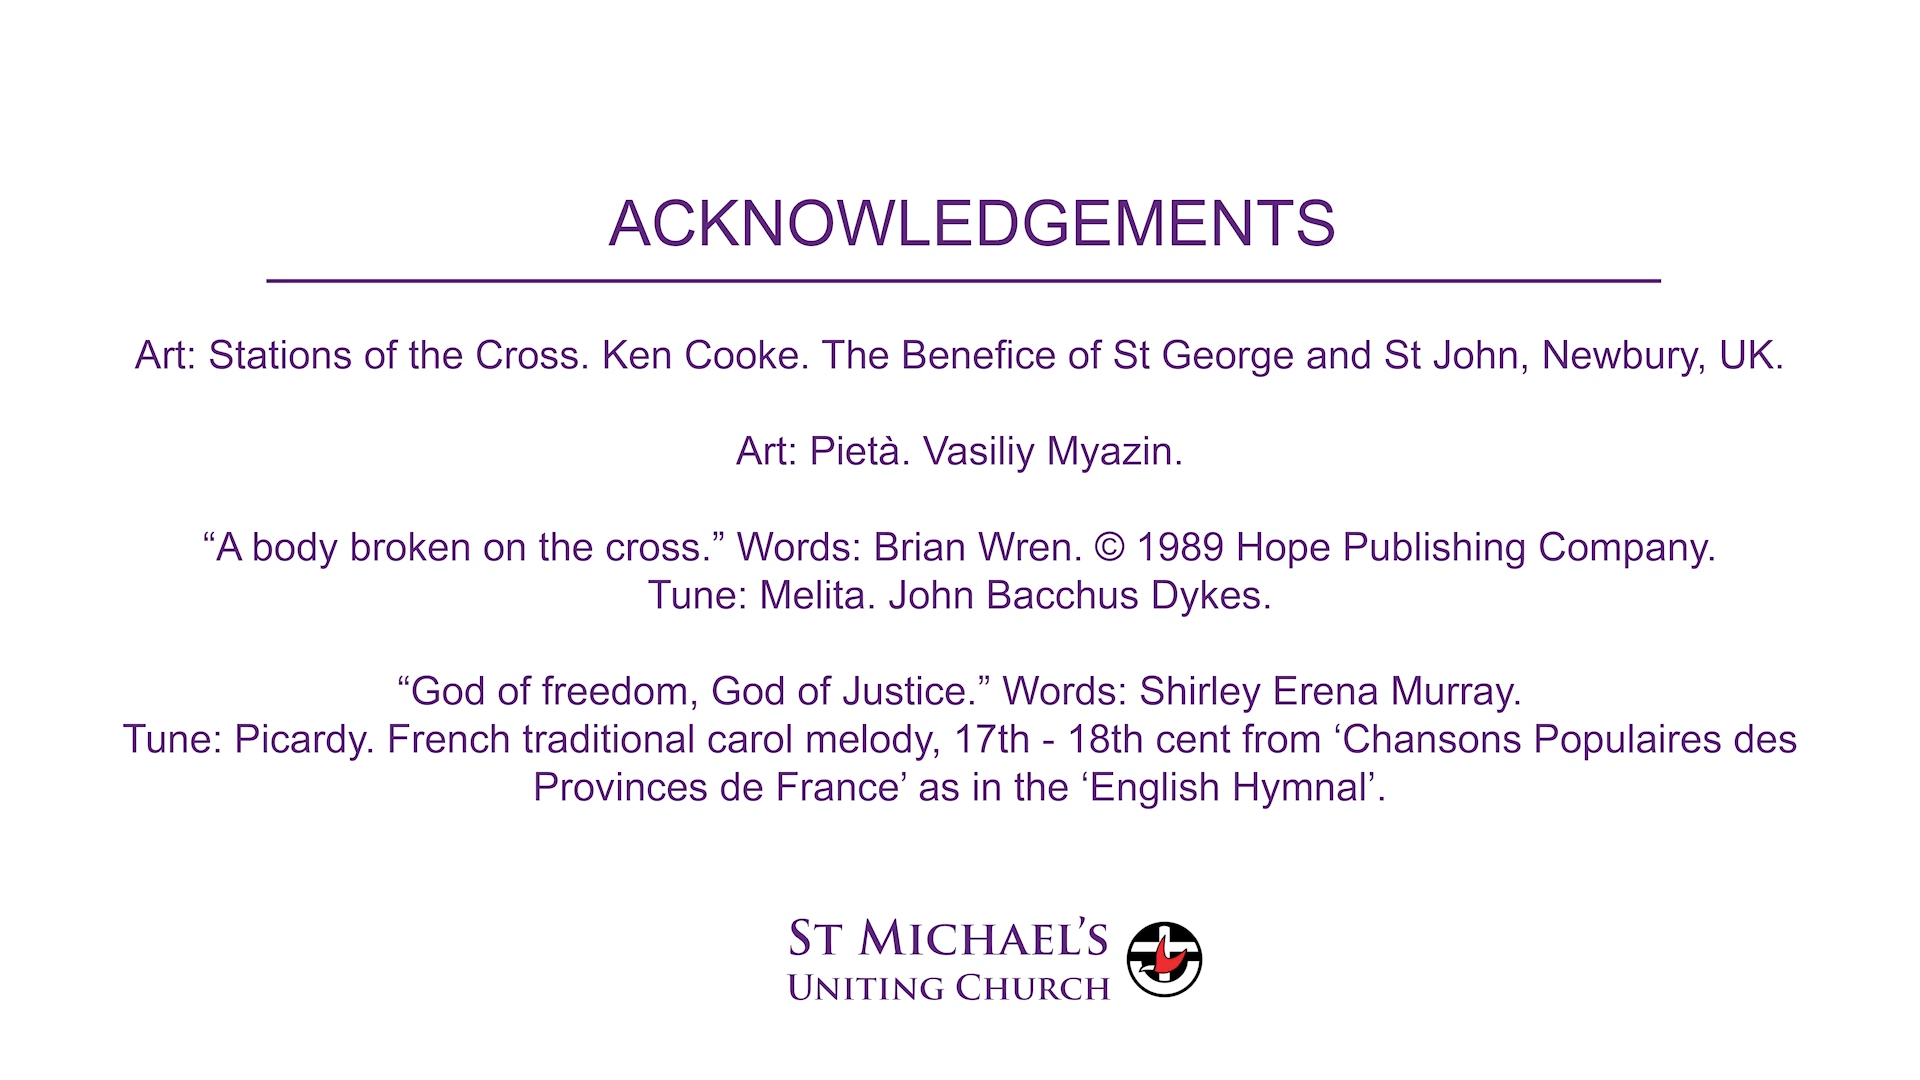 ACKNOWLEDGEMENTS
Art: Stations of the Cross. Ken Cooke. The Benefice of St George and St John, Newbury, UK.
Art: Pietà. Vasiliy Myazin.
“A body broken on the cross.” Words: Brian Wren. © 1989 Hope Publishing Company.
Tune: Melita. John Bacchus Dykes.
“God of freedom, God of Justice.” Words: Shirley Erena Murray.
Tune: Picardy. French traditional carol melody, 17th - 18th cent from ‘Chansons Populaires des
Provinces de France’ as in the ‘English Hymnal’.
ST MICHAEL’S
UNITING CHURCH